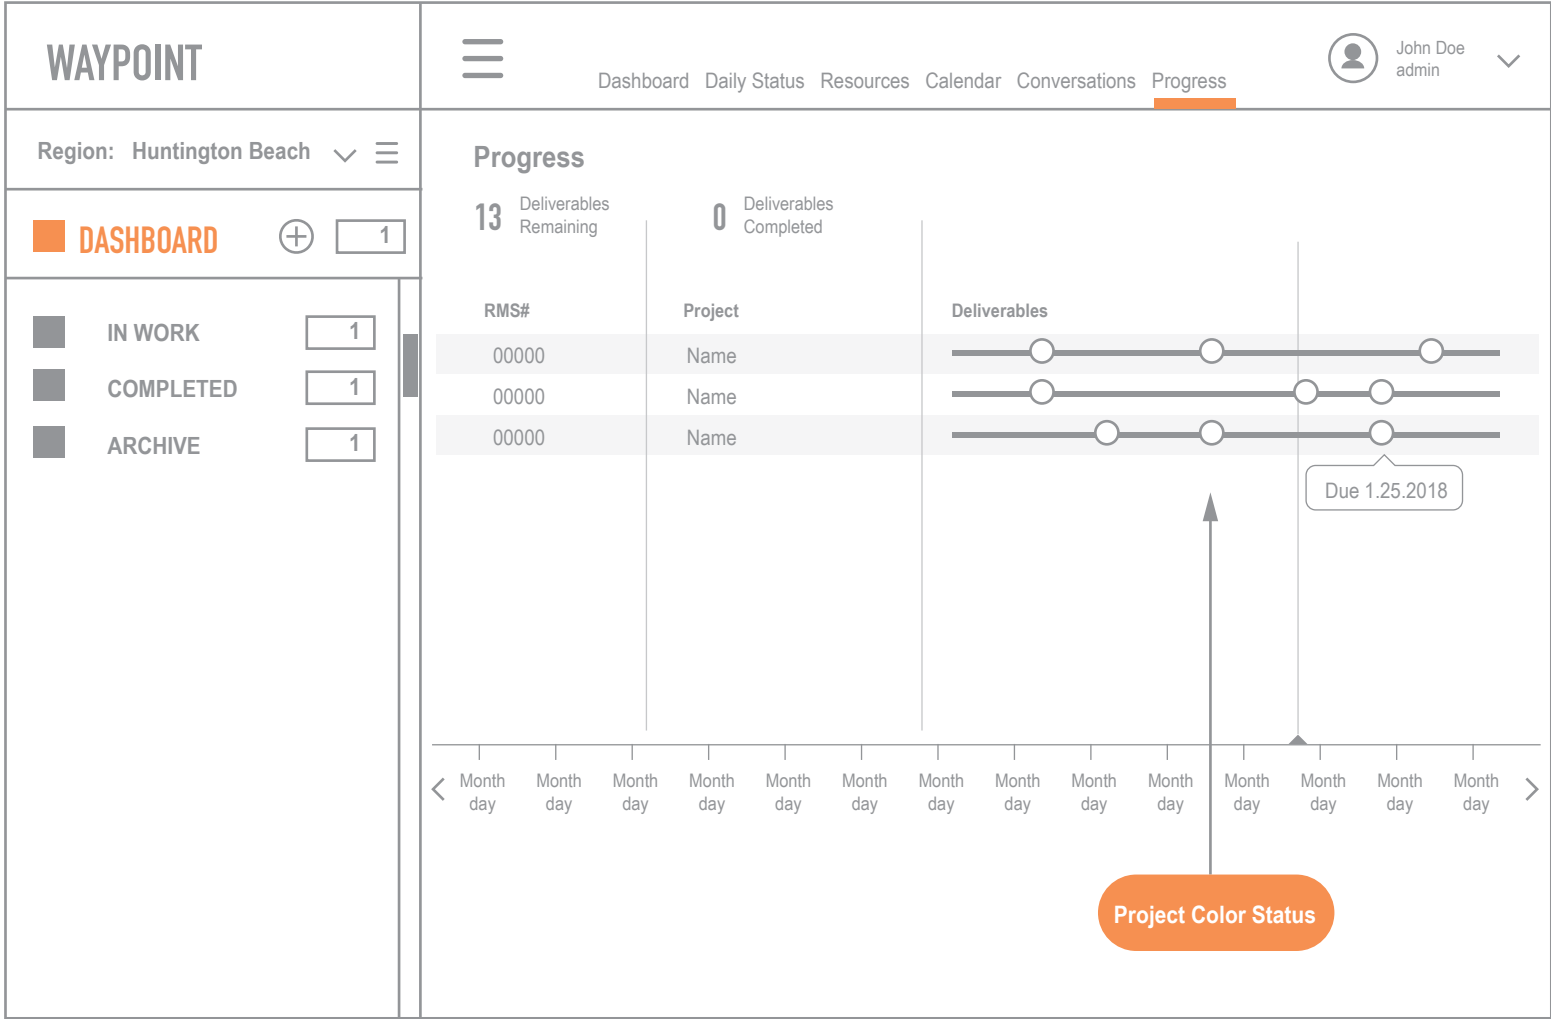 WAYPOINT
Dashboard Daily Status Resources Calendar Conversations Progress
John Doe
admin
Region: Huntington Beach
DASHBOARD 1
IN WORK 1
COMPLETED 1
ARCHIVE 1
Progress
13 Deliverables
Remaining
0 Deliverables
Completed
RMS# Project Deliverables
00000 Name
00000 Name
00000 Name
Due 1.25.2018
Month Month Month Month Month Month Month Month Month Month Month Month Month Month
day day day day day day day day day day day day day day
Project Color Status